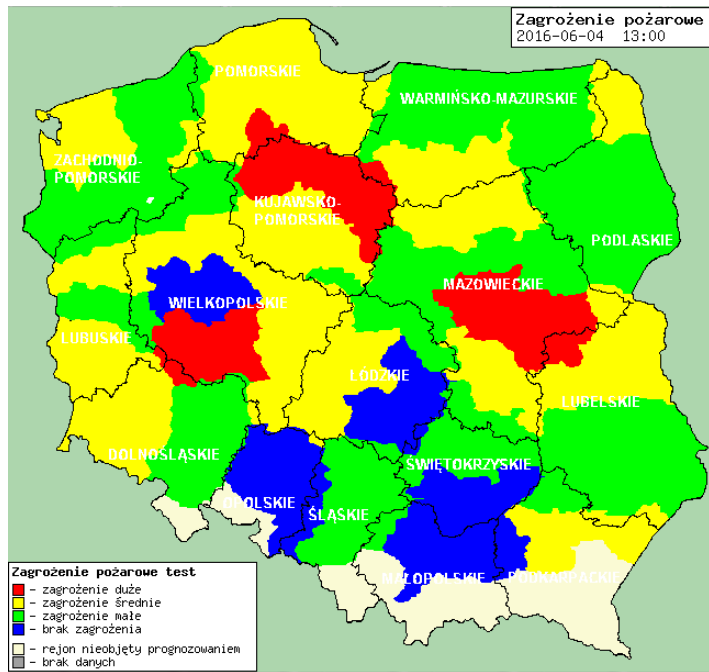 Zagrożenie pożarowe
2016-06-04 13:00
POMORSKIE
WARMIŃSKO-MAZURSKIE
ZACHODNIO-
POMORSKIE
KUJAWSKO-
POMORSKIE
PODLASKIE
MAZOWIECKIE
WIELKOPOLSKIE
LUBUSKIE
ŁÓDZKIE
LUBELSKIE
DOLNOŚLĄSKIE
ŚWIĘTOKRZYSKIE
OPOLSKIE
ŚLĄSKIE
MAŁOPOLSKIE
PODKARPACKIE
Zagrożenie pożarowe test
– zagrożenie duże
– zagrożenie średnie
– zagrożenie małe
– brak zagrożenia
– rejon nieobjęty prognozowaniem
– brak danych